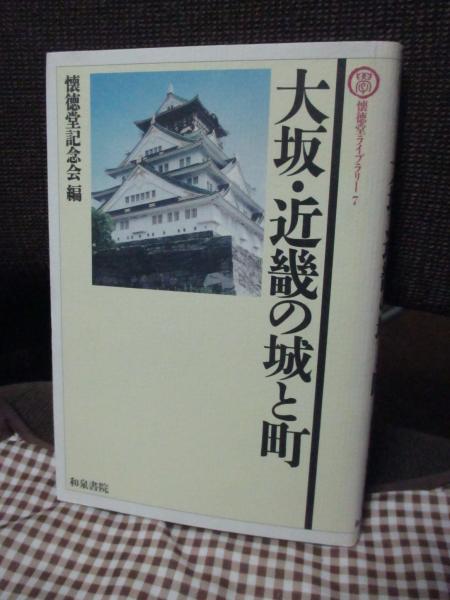 懐徳堂ライブラリー7
大坂・近畿の城と町
懐徳堂記念会 編
和泉書院